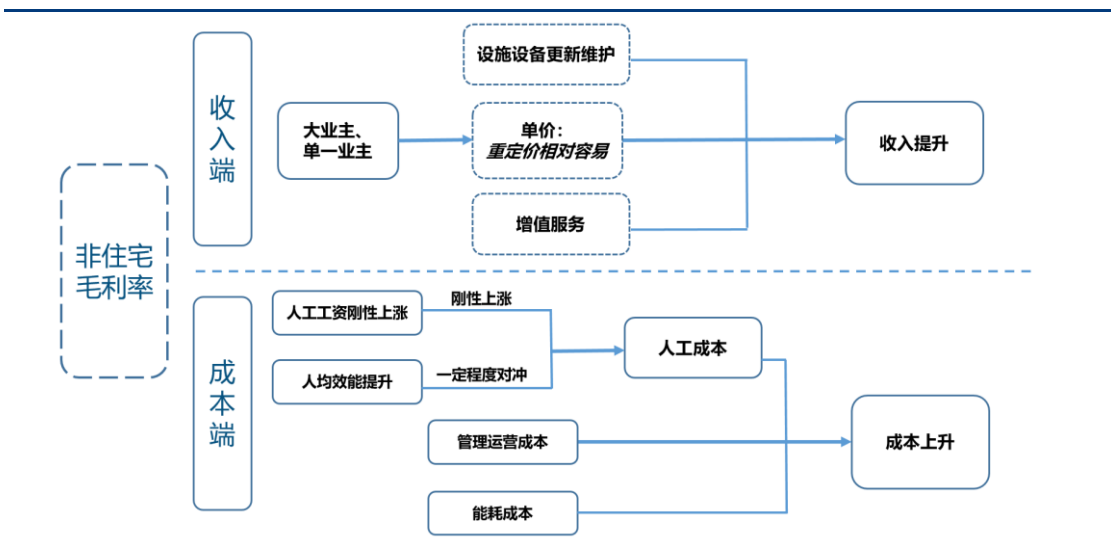 非住宅
毛利率
收
入
端
大业主、
单一业主
设施设备更新维护
单价：
重定价相对容易
增值服务
收入提升
成
本
端
人工工资刚性上涨
刚性上涨
人均效能提升
一定程度对冲
人工成本
管理运营成本
能耗成本
成本上升